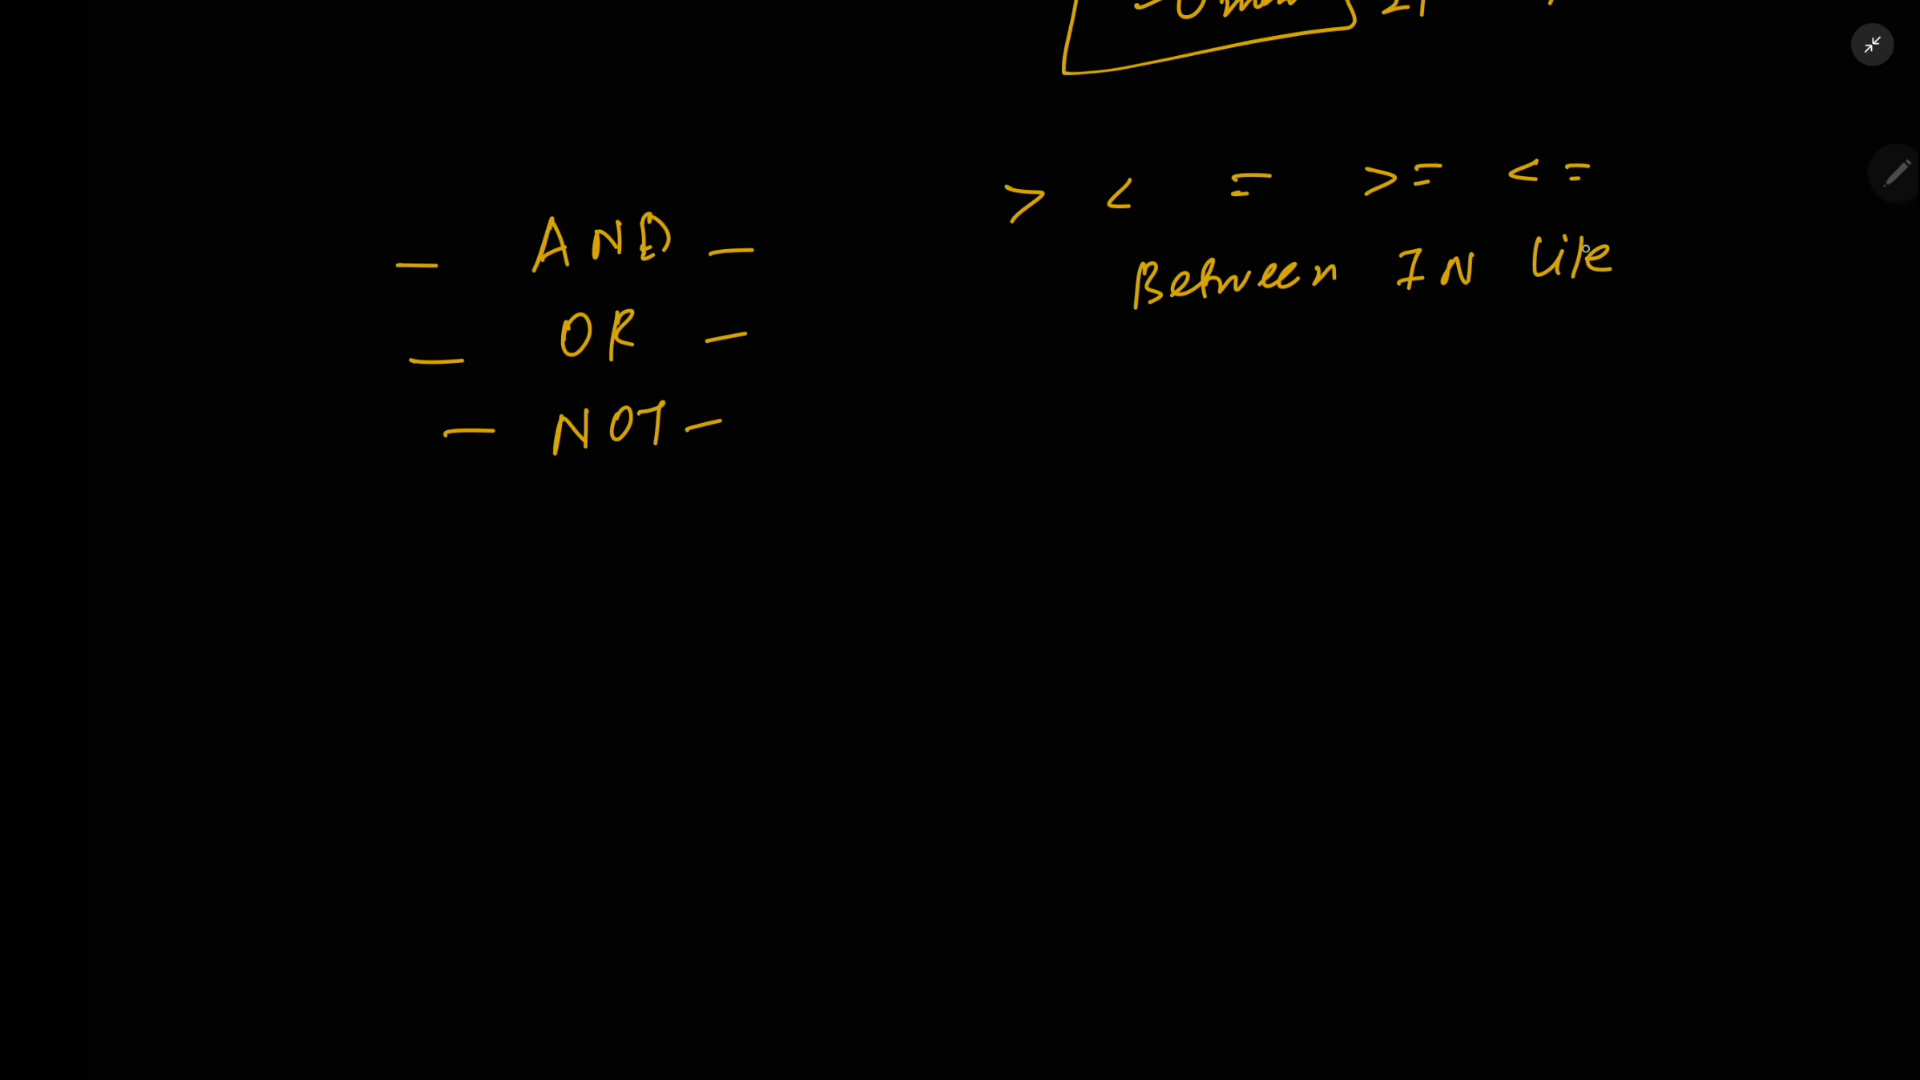 > < = >= <=
— AND —
Between IN like
— OR —
— NOT —